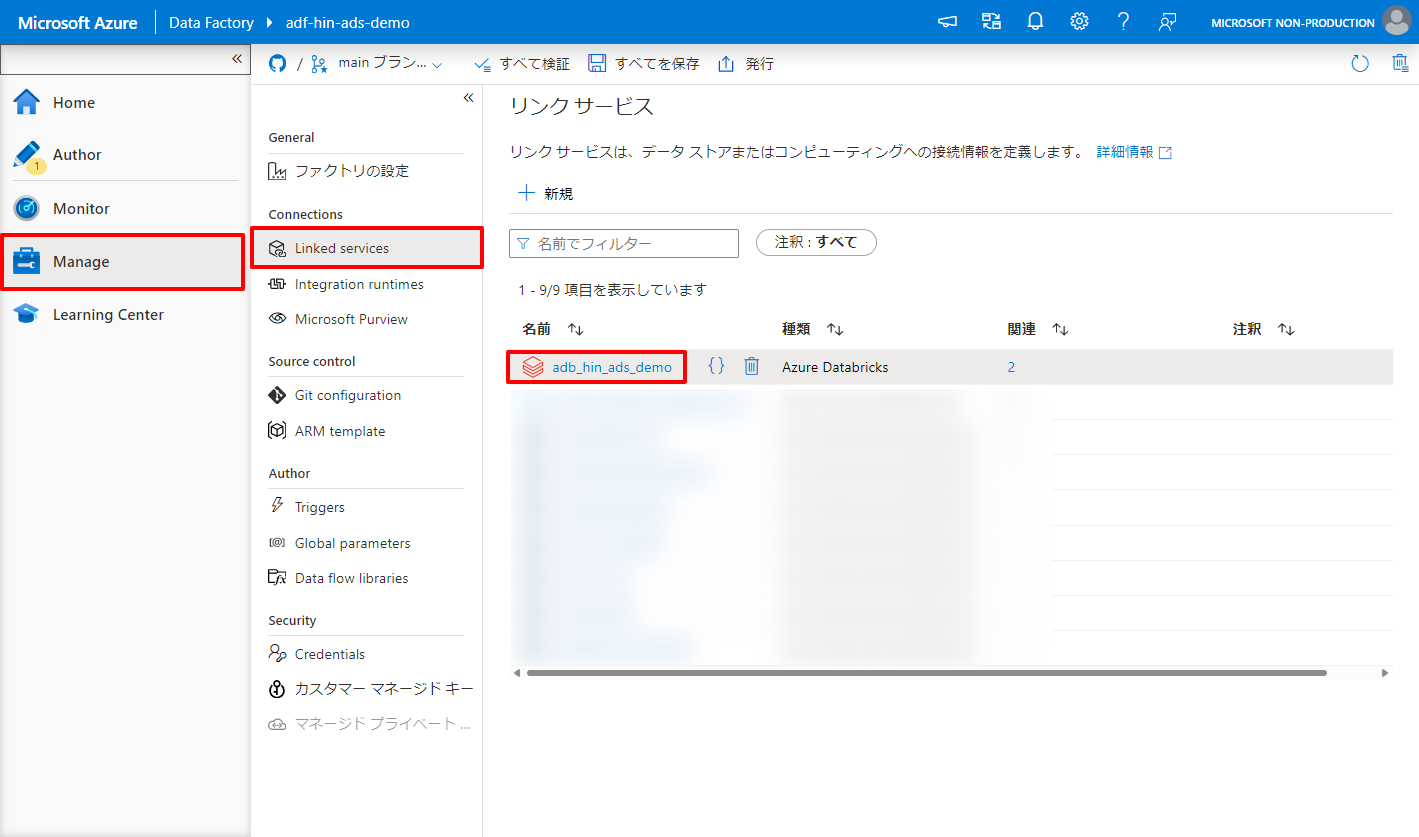 Microsoft Azure Data Factory adf-hin-ads-demo MICROSOFT NON-PRODUCTION
/ main ブラン... すべて検証 すべてを保存 発行
Home
Author
1
Monitor
Manage
Learning Center
General
ファクトリの設定
Connections
Linked services
Integration runtimes
Microsoft Purview
Source control
Git configuration
ARM template
Author
Triggers
Global parameters
Data flow libraries
Security
Credentials
カスタマー マネージド キー
マネージド プライベート ...
リンク サービス
リンク サービスは、データ ストアまたはコンピューティングへの接続情報を定義します。 詳細情報
新規
名前でフィルター 注釈 : すべて
1 - 9/9 項目を表示しています
名前 種類 関連 注釈
adb_hin_ads_demo {} Azure Databricks 2